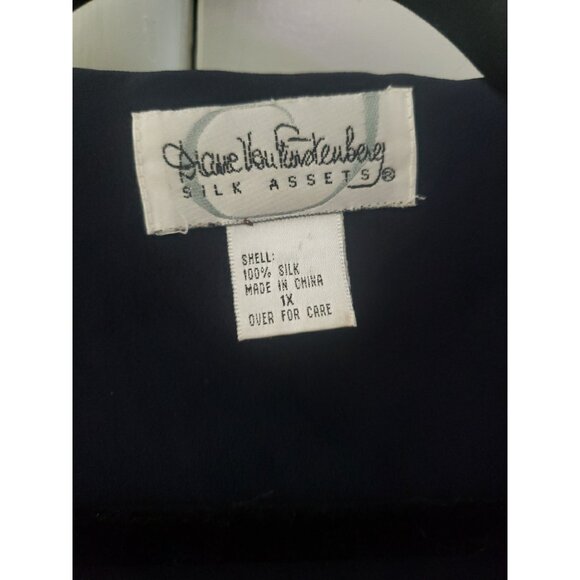 Diane Von Furstenberg
SILK ASSETS®
SHELL:
100% SILK
MADE IN CHINA
1X
OVER FOR CARE